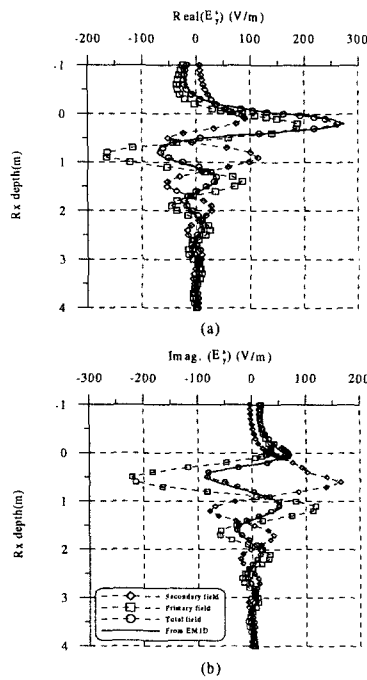 Real(E ) (V/m)
-200 -100 0 100 200 300
-1
0
1
2
3
4
Rx depth(m)
(a)
Imag. (E ) (V/m)
-300 -200 -100 0 100 200
-1
0
1
2
3
4
Rx depth(m)
Secondary field
Primary field
Total field
From EM1D
(b)